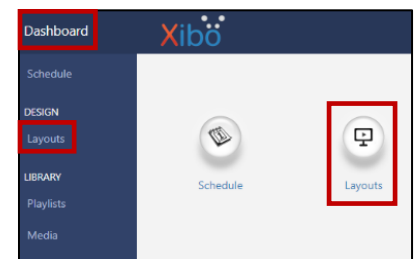 Dashboard
Xibo
Schedule
DESIGN
Layouts
LIBRARY
Playlists
Media
Schedule
Layouts